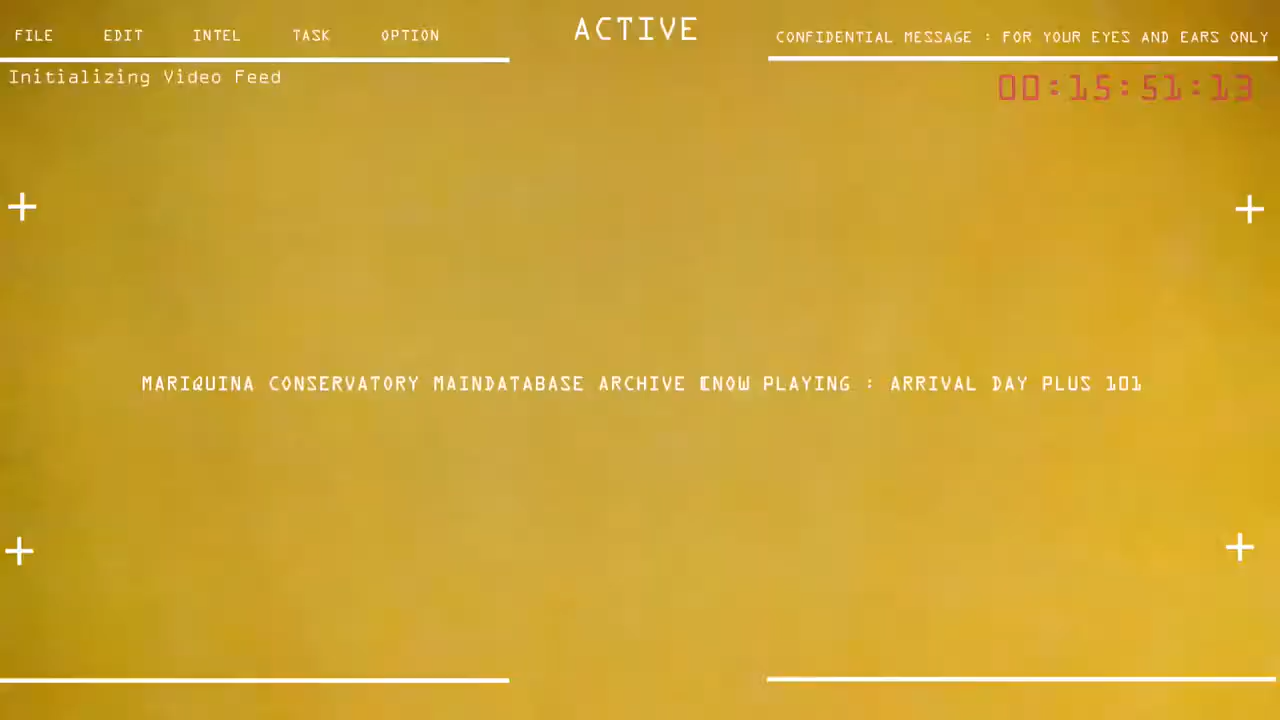 FILE EDIT INTEL TASK OPTION
ACTIVE
CONFIDENTIAL MESSAGE : FOR YOUR EYES AND EARS ONLY
Initializing Video Feed
00:15:51:13
MARIQUINA CONSERVATORY MAINDATABASE ARCHIVE [NOW PLAYING : ARRIVAL DAY PLUS 101